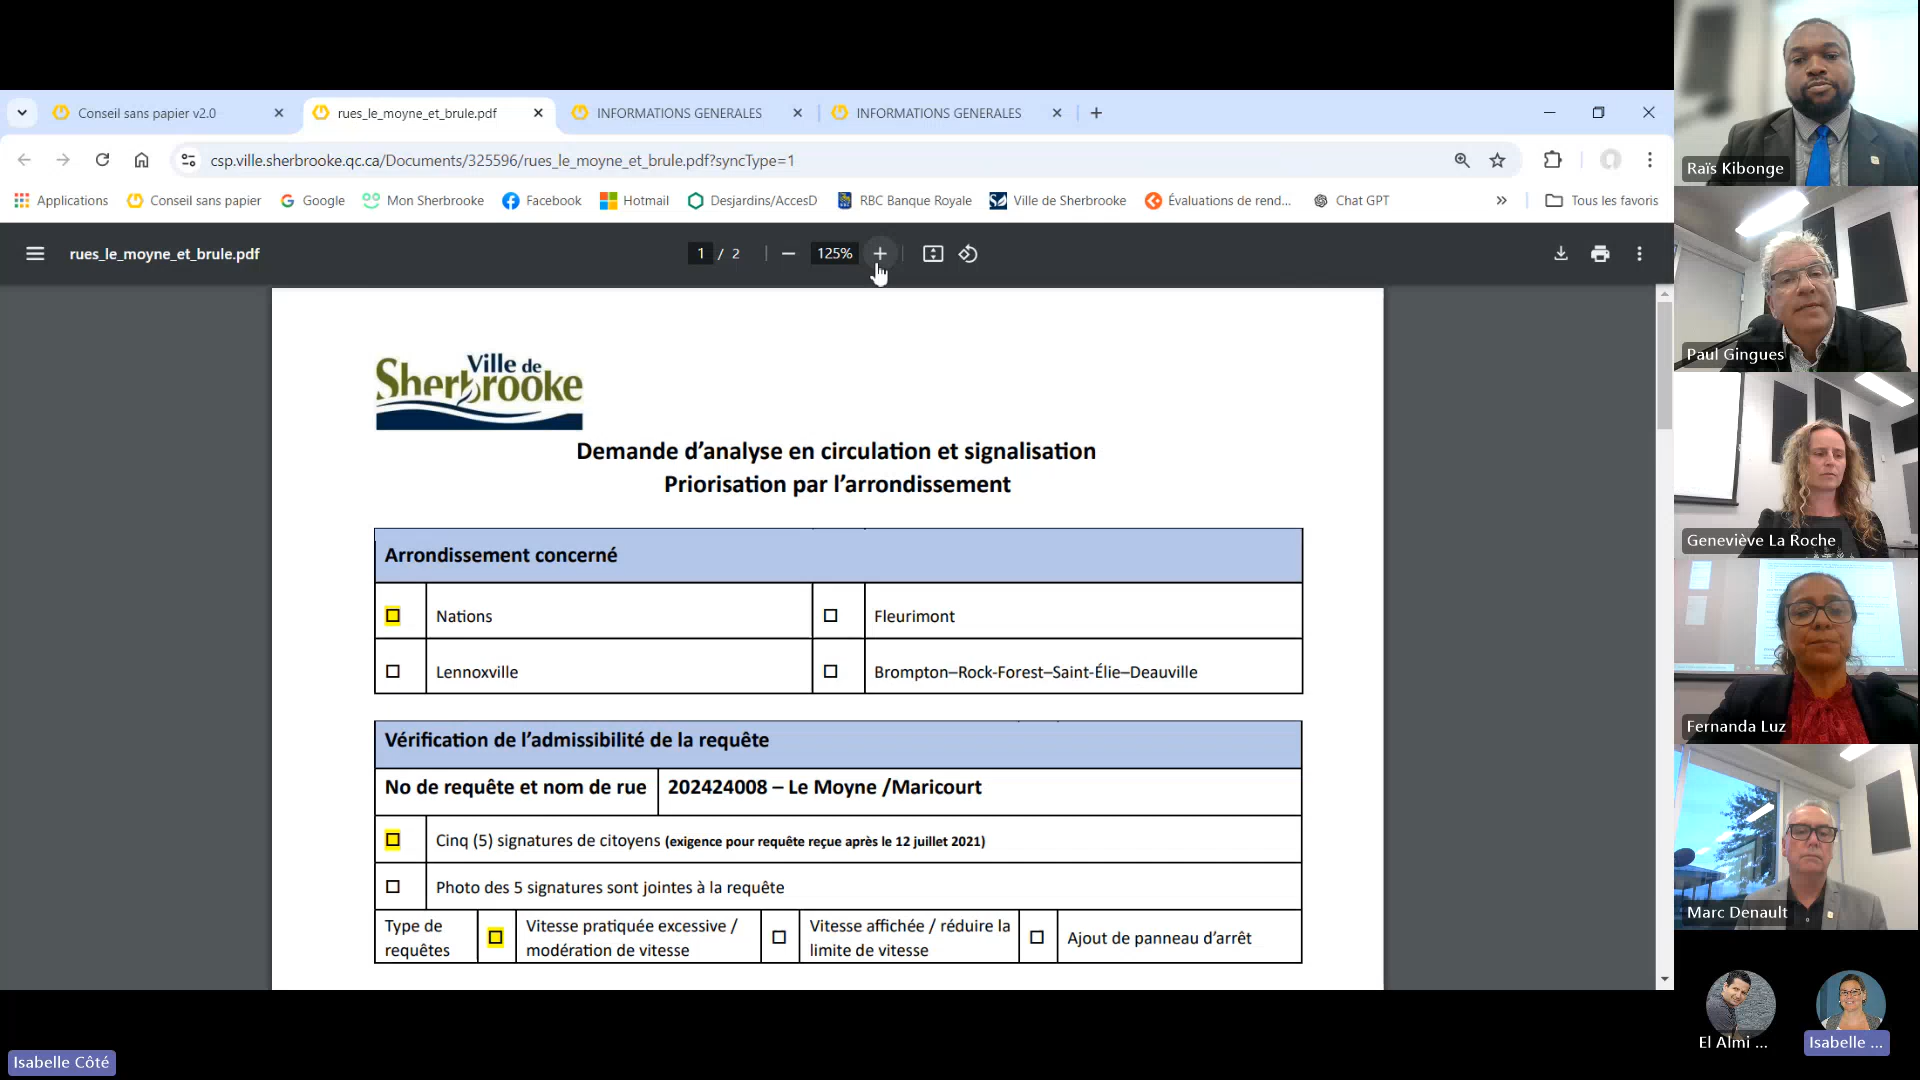 Conseil sans papier v2.0
rues_le_moyne_et_brule.pdf
INFORMATIONS GENERALES
INFORMATIONS GENERALES
csp.ville.sherbrooke.qc.ca/Documents/325596/rues_le_moyne_et_brule.pdf?syncType=1
Applications
Conseil sans papier
Google
Mon Sherbrooke
Facebook
Hotmail
Desjardins/AccesD
RBC Banque Royale
Ville de Sherbrooke
Évaluations de rend...
Chat GPT
»
Tous les favoris
rues_le_moyne_et_brule.pdf
1 / 2
125%
Ville de
Sherbrooke
Demande d’analyse en circulation et signalisation
Priorisation par l’arrondissement
Arrondissement concerné
Nations
Fleurimont
Lennoxville
Brompton–Rock-Forest–Saint-Élie–Deauville
Vérification de l’admissibilité de la requête
No de requête et nom de rue
202424008 – Le Moyne /Maricourt
Cinq (5) signatures de citoyens (exigence pour requête reçue après le 12 juillet 2021)
Photo des 5 signatures sont jointes à la requête
Type de
requêtes
Vitesse pratiquée excessive /
modération de vitesse
Vitesse affichée / réduire la
limite de vitesse
Ajout de panneau d’arrêt
Raïs Kibonge
Paul Gingues
Geneviève La Roche
Fernanda Luz
Marc Denault
El Almi ...
Isabelle ...
Isabelle Côté